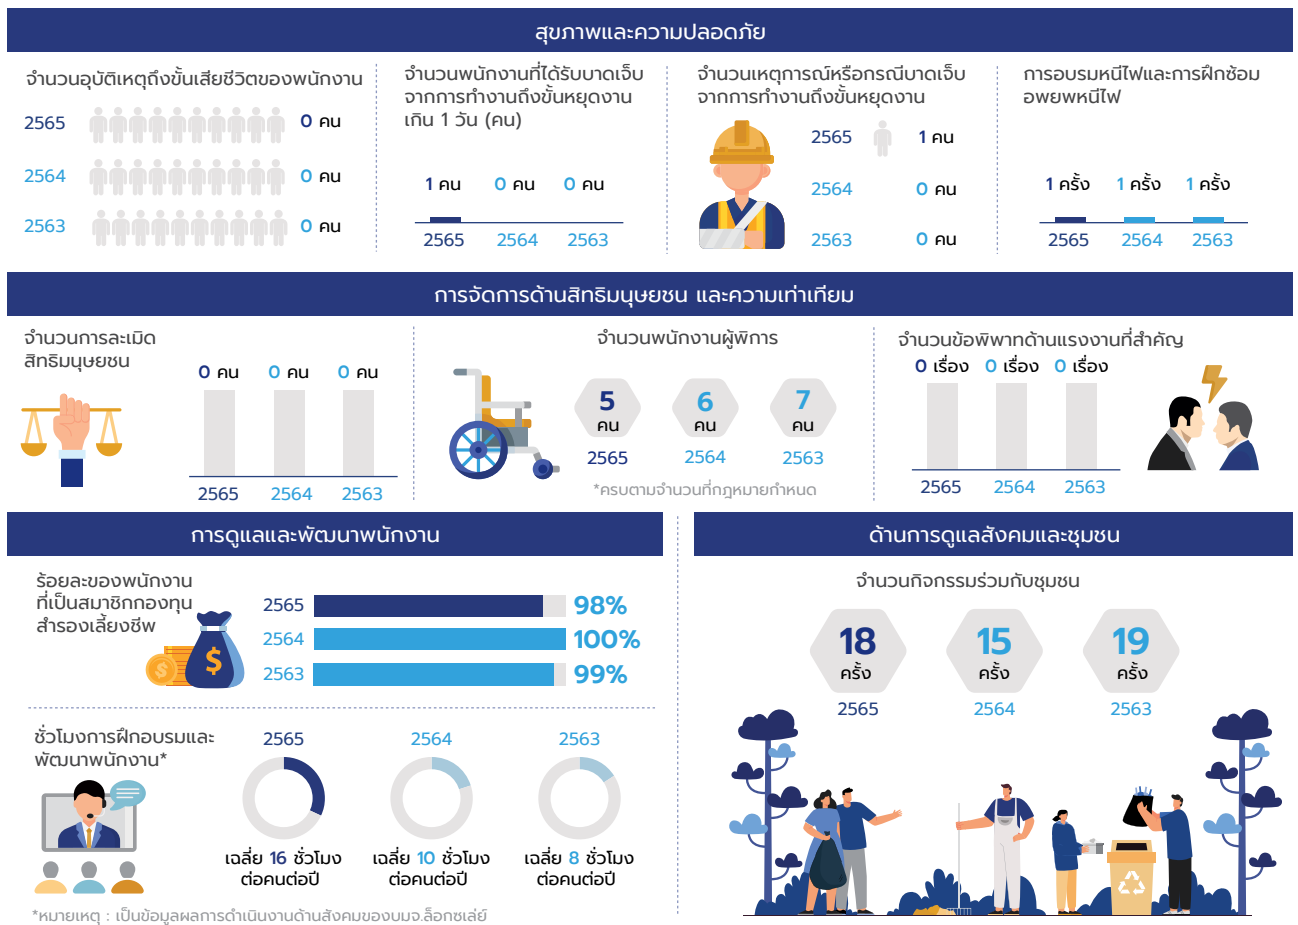 สุขภาพและความปลอดภัย
จำนวนอุบัติเหตุถึงขั้นเสียชีวิตของพนักงาน
2565
0 คน
2564
0 คน
2563
0 คน
จำนวนพนักงานที่ได้รับบาดเจ็บ
จากการทำงานถึงขั้นหยุดงาน
เกิน 1 วัน (คน)
1 คน 0 คน 0 คน
2565 2564 2563
จำนวนเหตุการณ์หรือกรณีบาดเจ็บ
จากการทำงานถึงขั้นหยุดงาน
2565 1 คน
2564 0 คน
2563 0 คน
การอบรมหนีไฟและการฝึกซ้อม
อพยพหนีไฟ
1 ครั้ง 1 ครั้ง 1 ครั้ง
2565 2564 2563
การจัดการด้านสิทธิมนุษยชน และความเท่าเทียม
จำนวนการละเมิด
สิทธิมนุษยชน
0 คน 0 คน 0 คน
2565 2564 2563
จำนวนพนักงานผู้พิการ
5 6 7
คน คน คน
2565 2564 2563
*ครบตามจำนวนที่กฎหมายกำหนด
จำนวนข้อพิพาทด้านแรงงานที่สำคัญ
0 เรื่อง 0 เรื่อง 0 เรื่อง
2565 2564 2563
การดูแลและพัฒนาพนักงาน
ร้อยละของพนักงาน
ที่เป็นสมาชิกกองทุน
สำรองเลี้ยงชีพ
$ $
2565 98%
2564 100%
2563 99%
ชั่วโมงการฝึกอบรมและ
พัฒนาพนักงาน*
2565 2564 2563
เฉลี่ย 16 ชั่วโมง เฉลี่ย 10 ชั่วโมง เฉลี่ย 8 ชั่วโมง
ต่อคนต่อปี ต่อคนต่อปี ต่อคนต่อปี
*หมายเหตุ : เป็นข้อมูลผลการดำเนินงานด้านสังคมของบมจ.ล็อกซเล่ย์
ด้านการดูแลสังคมและชุมชน
จำนวนกิจกรรมร่วมกับชุมชน
18 15 19
ครั้ง ครั้ง ครั้ง
2565 2564 2563